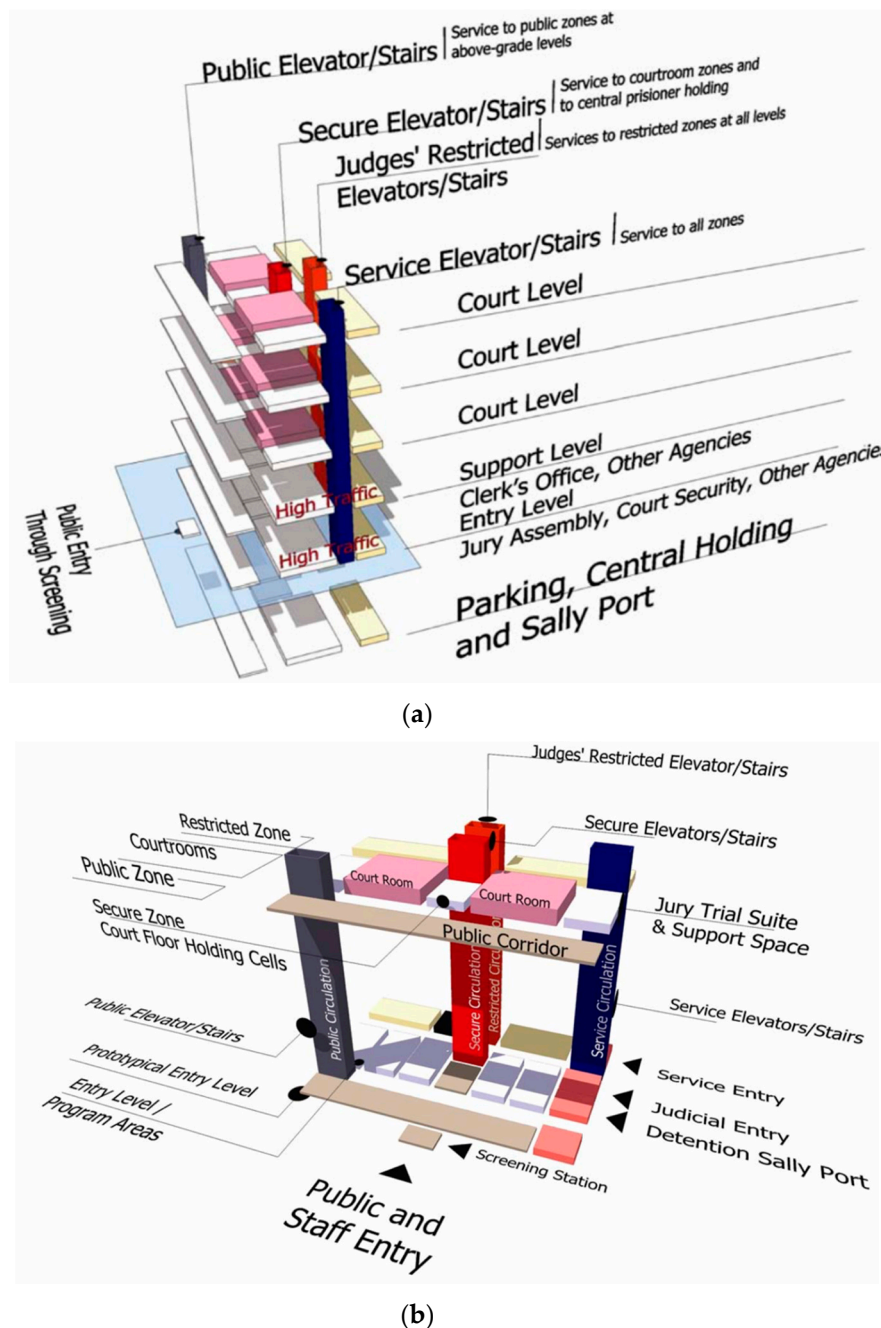 Public Elevator/Stairs
Service to public zones at
above-grade levels
Secure Elevator/Stairs
Service to courtroom zones and
to central prisioner holding
Judges' Restricted
Elevators/Stairs
Services to restricted zones at all levels
Service Elevator/Stairs
Service to all zones
Court Level
Court Level
Court Level
Support Level
Clerk's Office, Other Agencies
High Traffic
Entry Level
Jury Assembly, Court Security, Other Agencies
High Traffic
Public Entry
Through Screening
Parking, Central Holding
and Sally Port
(a)
Judges' Restricted Elevator/Stairs
Restricted Zone
Secure Elevators/Stairs
Courtrooms
Public Zone
Court Room
Court Room
Secure Zone
Court Floor Holding Cells
Jury Trial Suite
& Support Space
Public Corridor
Public Circulation
Secure Circulation
Restricted
Service Circulation
Public Elevator/Stairs
Service Elevators/Stairs
Prototypical Entry Level
Entry Level /
Program Areas
Service Entry
Judicial Entry
Detention Sally Port
Screening Station
Public and
Staff Entry
(b)